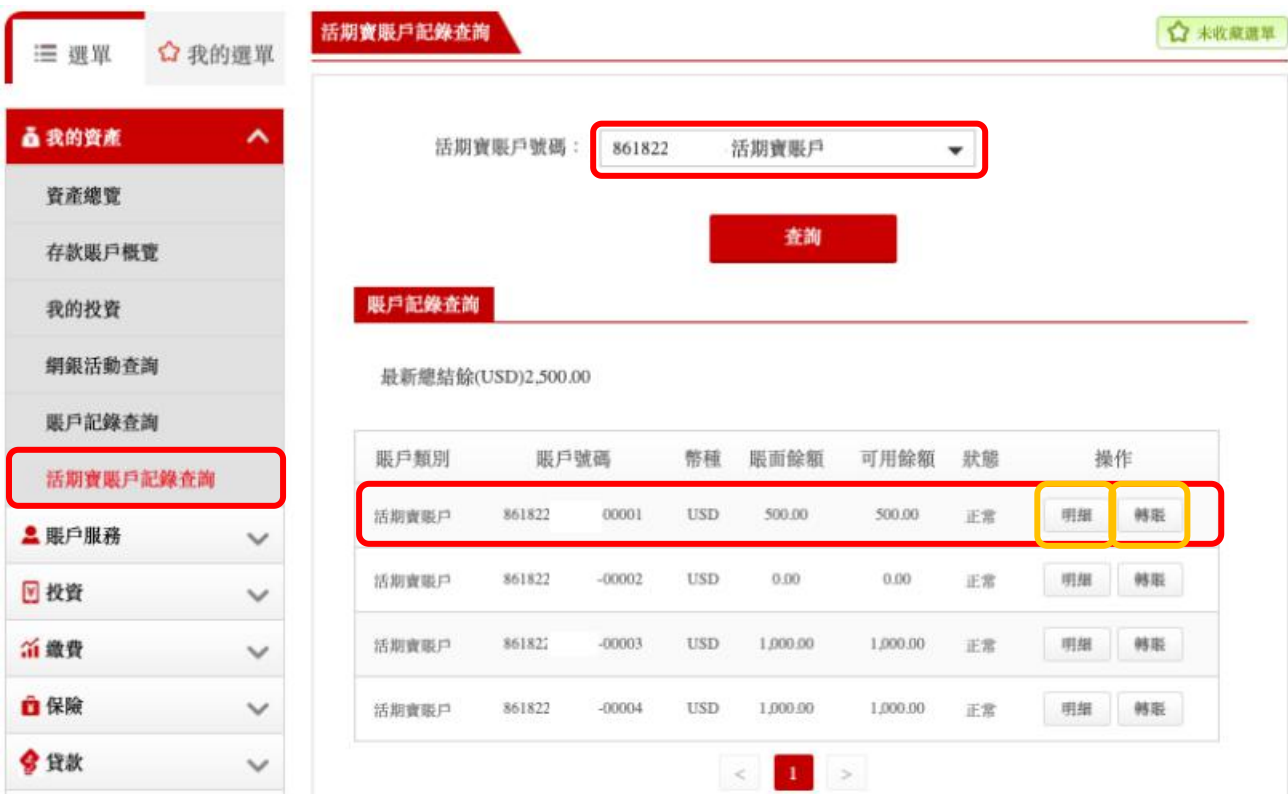 選單 我的選單
活期寶賬戶記錄查詢
未收藏選單
我的資產
資產總覽
存款賬戶概覽
我的投資
網銀活動查詢
賬戶記錄查詢
活期寶賬戶記錄查詢
賬戶服務
投資
繳費
保險
貸款
活期寶賬戶號碼： 861822 活期寶賬戶
查詢
賬戶記錄查詢
最新總結餘(USD)2,500.00
賬戶類別 賬戶號碼 幣種 賬面餘額 可用餘額 狀態 操作
活期寶賬戶 861822 00001 USD 500.00 500.00 正常 明細 轉賬
活期寶賬戶 861822 -00002 USD 0.00 0.00 正常 明細 轉賬
活期寶賬戶 861822 -00003 USD 1,000.00 1,000.00 正常 明細 轉賬
活期寶賬戶 861822 -00004 USD 1,000.00 1,000.00 正常 明細 轉賬
< 1 >